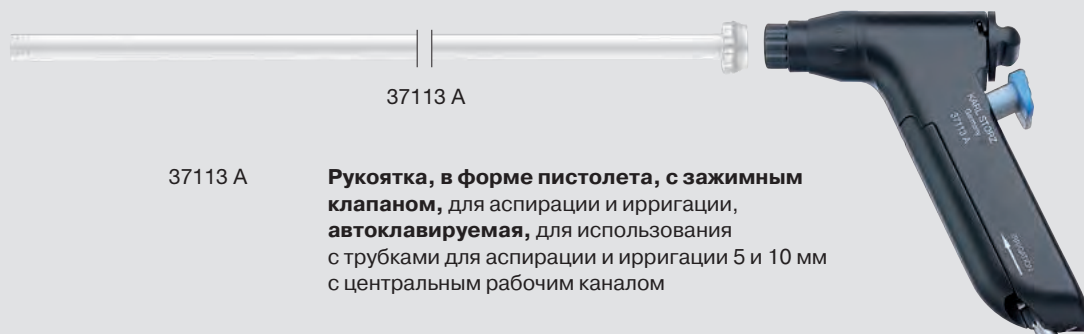 37113 A
KARL STORZ
Germany
37113 A
37113 A
Рукоятка, в форме пистолета, с зажимным
клапаном, для аспирации и ирригации,
автоклавируемая, для использования
с трубками для аспирации и ирригации 5 и 10 мм
с центральным рабочим каналом
IRRIGATION